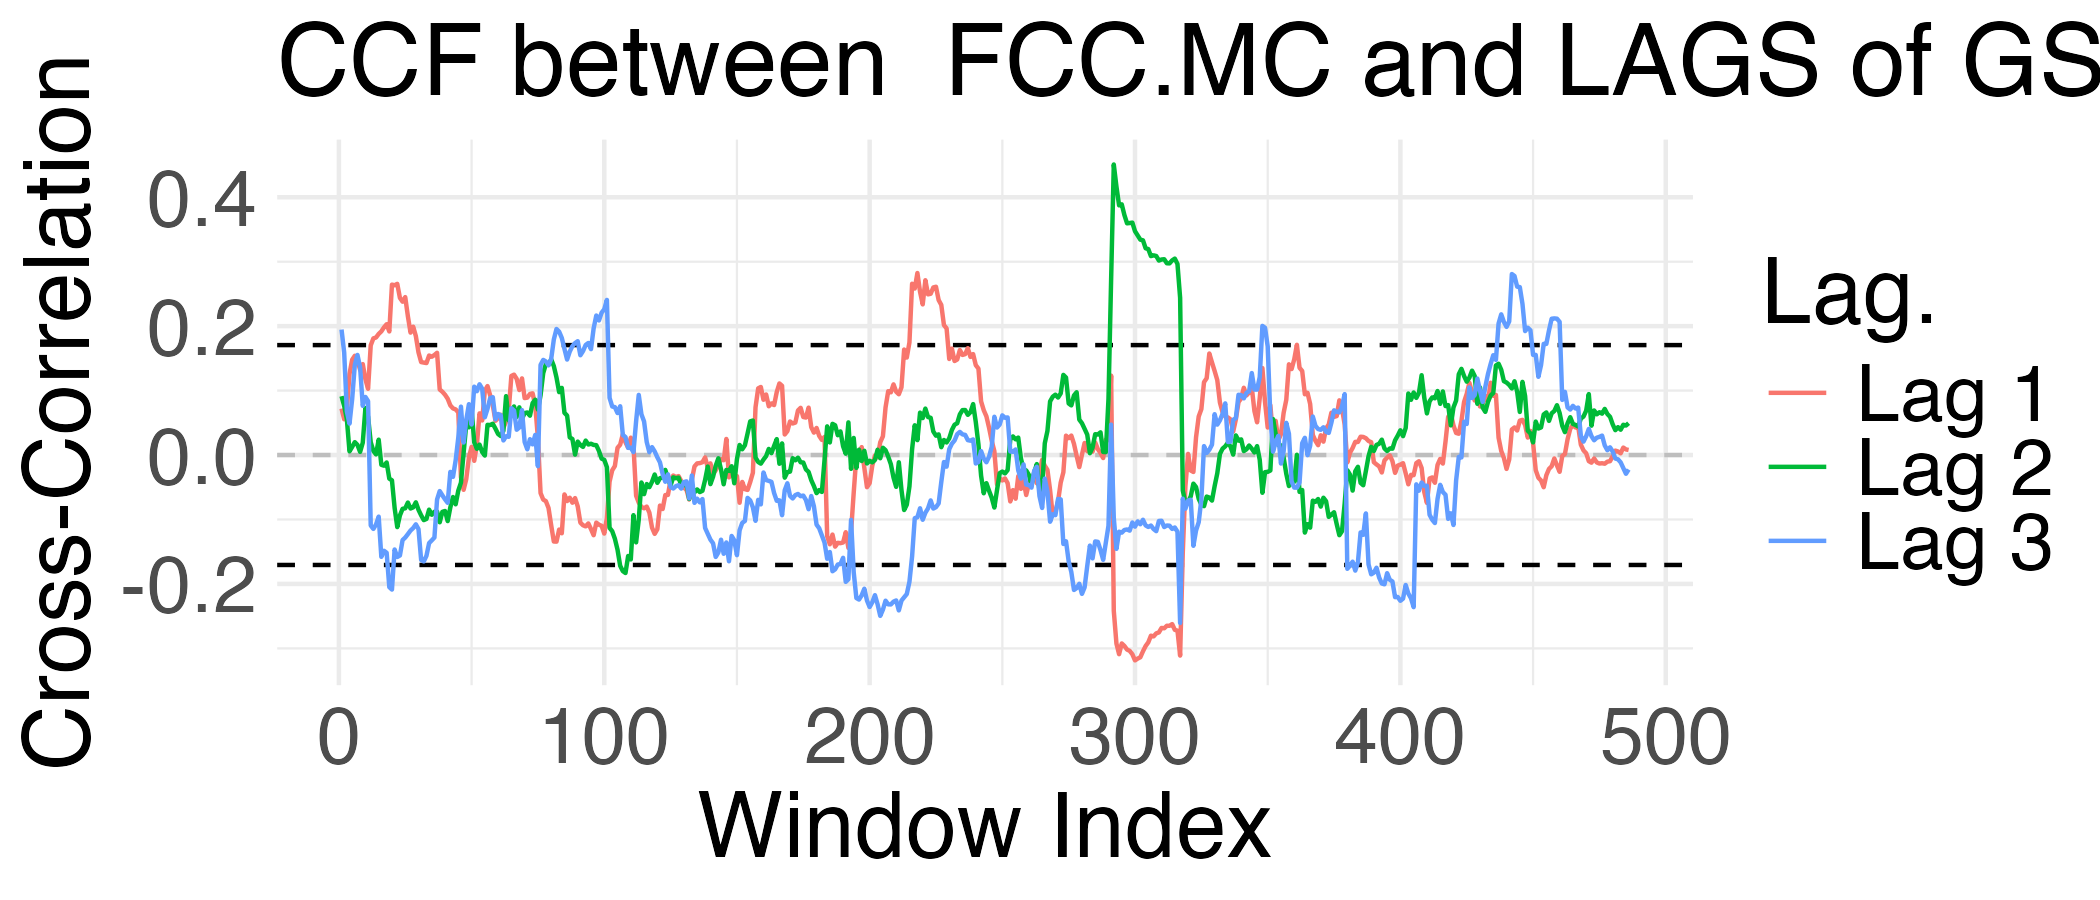 CCF between  FCC.MC and LAGS of GS
Cross-Correlation
0.4
0.2
0.0
-0.2
0
100
200
300
400
500
Window Index
Lag.
Lag 1
Lag 2
Lag 3